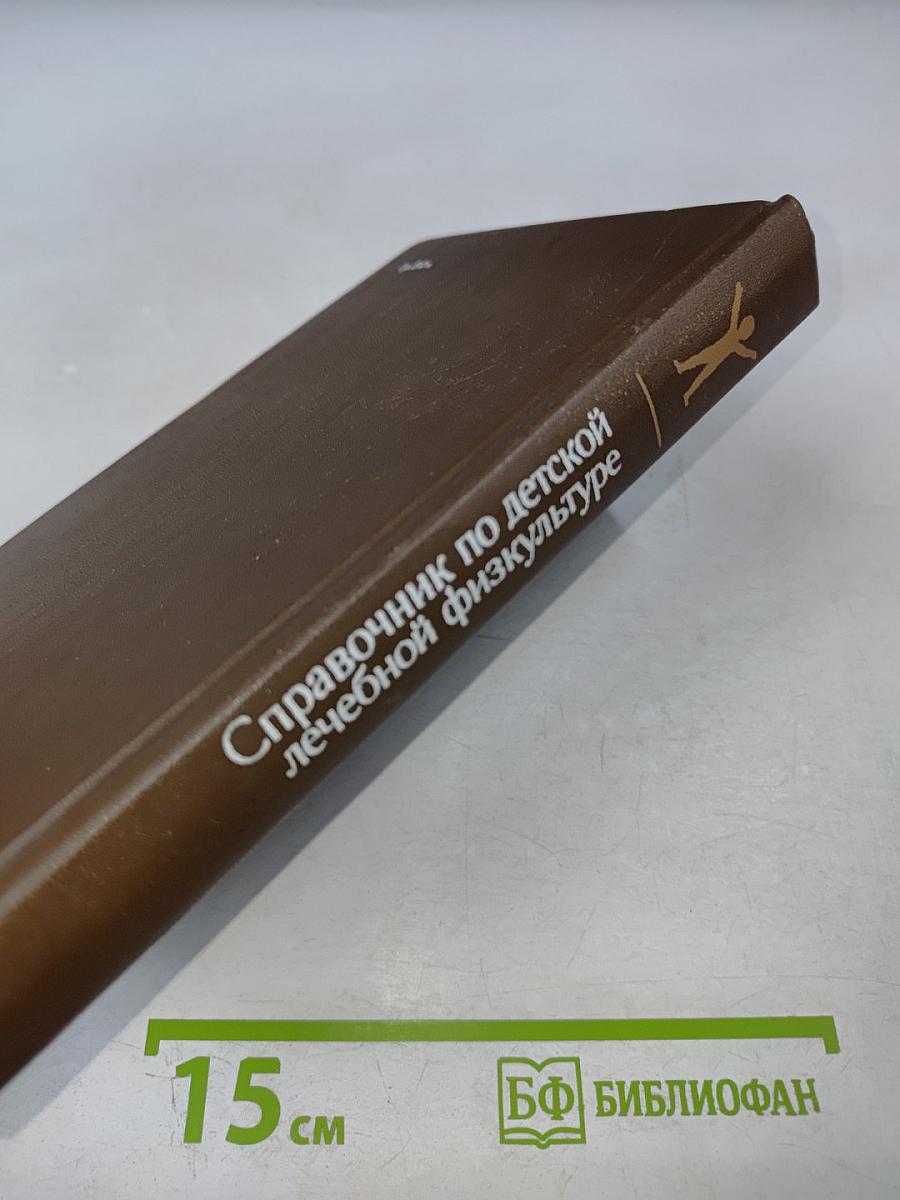 Справочник по детской
лечебной физкультуре
15 см
БФ БИБЛИОФАН